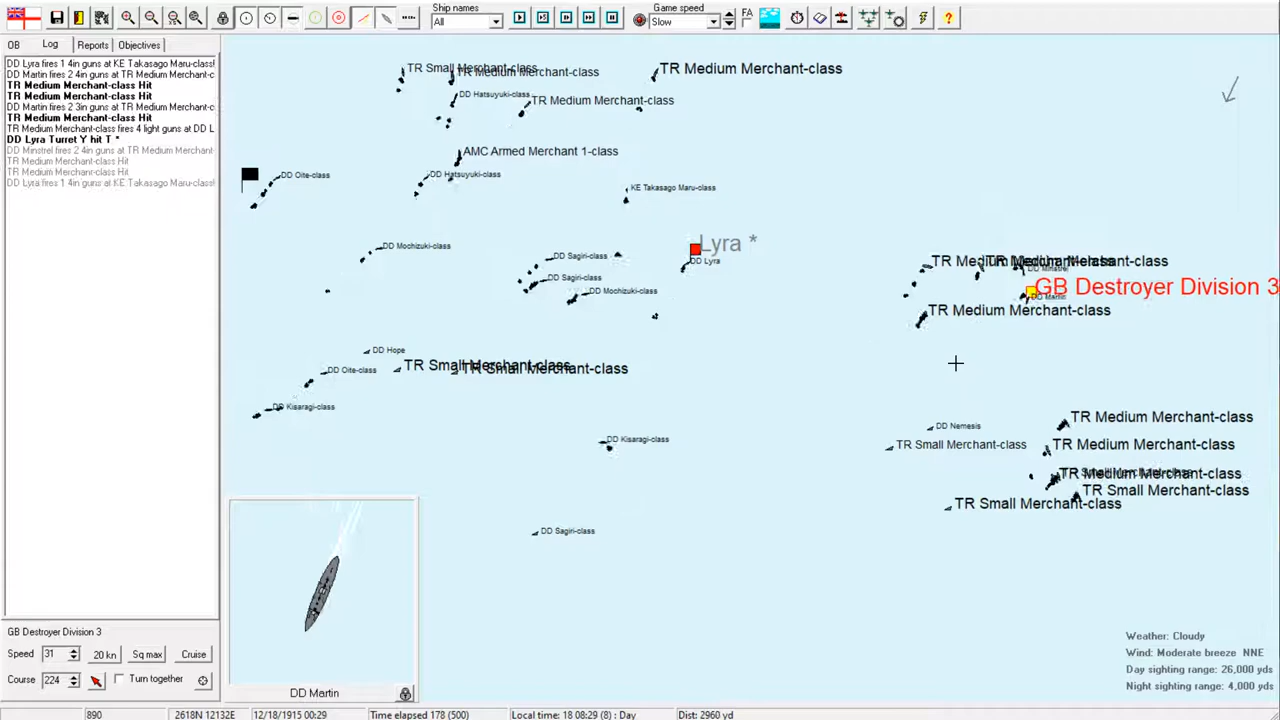 Ship names
All
Game speed
Slow
FA
OB
Log
Reports
Objectives
DD Lyra fires 1 4in guns at KE Takasago Maru-class!
DD Martin fires 2 4in guns at TR Medium Merchant-c
TR Medium Merchant-class Hit
TR Medium Merchant-class Hit
DD Martin fires 2 3in guns at TR Medium Merchant-c
TR Medium Merchant-class Hit
TR Medium Merchant-class fires 4 light guns at DD L
DD Lyra Turret Y hit T *
DD Minstrel fires 2 4in guns at TR Medium Merchant
TR Medium Merchant-class Hit
TR Medium Merchant-class Hit
DD Lyra fires 1 4in guns at KE Takasago Maru-class!
TR Small Merchant-class
TR Medium Merchant-class
TR Medium Merchant-class
DD Hatsuyuki-class
TR Medium Merchant-class
AMC Armed Merchant 1-class
DD Oite-class
DD Hatsuyuki-class
KE Takasago Maru-class
Lyra *
DD Lyra
DD Mochizuki-class
DD Sagiri-class
DD Sagiri-class
DD Mochizuki-class
TR Medium Merchant-class
TR Medium Merchant-class
DD Minstrel
GB Destroyer Division 3
DD Martin
TR Medium Merchant-class
DD Hope
DD Oite-class
TR Small Merchant-class
TR Small Merchant-class
DD Kisaragi-class
DD Kisaragi-class
TR Medium Merchant-class
DD Nemesis
TR Small Merchant-class
TR Medium Merchant-class
TR Medium Merchant-class
TR Small Merchant-class
TR Small Merchant-class
DD Sagiri-class
DD Martin
GB Destroyer Division 3
Speed 31 20 kn Sq max Cruise
Course 224 Turn together
Weather: Cloudy
Wind: Moderate breeze NNE
Day sighting range: 26,000 yds
Night sighting range: 4,000 yds
890 2618N 12132E 12/18/1915 00:29 Time elapsed 178 (500) Local time: 18 08:29 (8) : Day Dist: 2960 yd